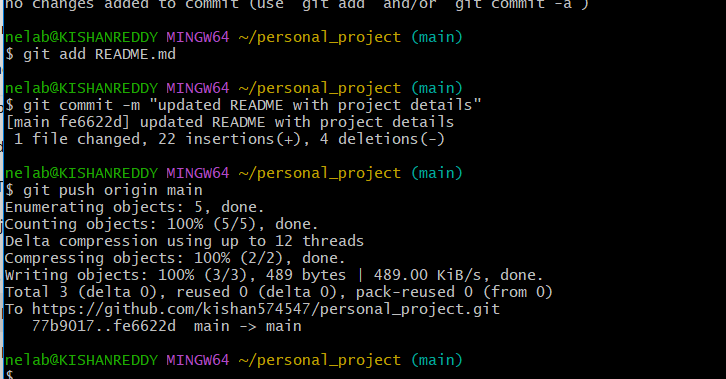 no changes added to commit (use "git add" and/or "git commit -a")
nelab@KISHANREDDY MINGW64 ~/personal_project (main)
$ git add README.md
nelab@KISHANREDDY MINGW64 ~/personal_project (main)
$ git commit -m "updated README with project details"
[main fe6622d] updated README with project details
1 file changed, 22 insertions(+), 4 deletions(-)
nelab@KISHANREDDY MINGW64 ~/personal_project (main)
$ git push origin main
Enumerating objects: 5, done.
Counting objects: 100% (5/5), done.
Delta compression using up to 12 threads
Compressing objects: 100% (2/2), done.
Writing objects: 100% (3/3), 489 bytes | 489.00 KiB/s, done.
Total 3 (delta 0), reused 0 (delta 0), pack-reused 0 (from 0)
To https://github.com/kishan574547/personal_project.git
77b9017..fe6622d  main -> main
nelab@KISHANREDDY MINGW64 ~/personal_project (main)
$